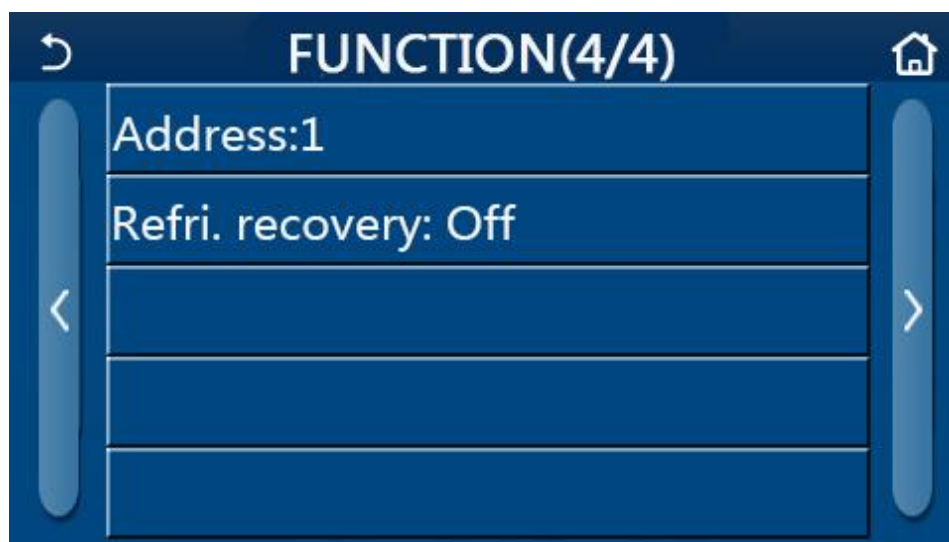 FUNCTION(4/4)
Address:1
Refri. recovery: Off